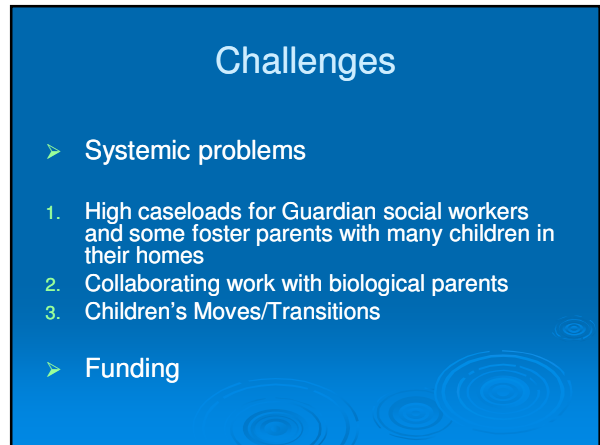 Challenges
➢ Systemic problems
1. High caseloads for Guardian social workers
and some foster parents with many children in
their homes
2. Collaborating work with biological parents
3. Children's Moves/Transitions
➢ Funding